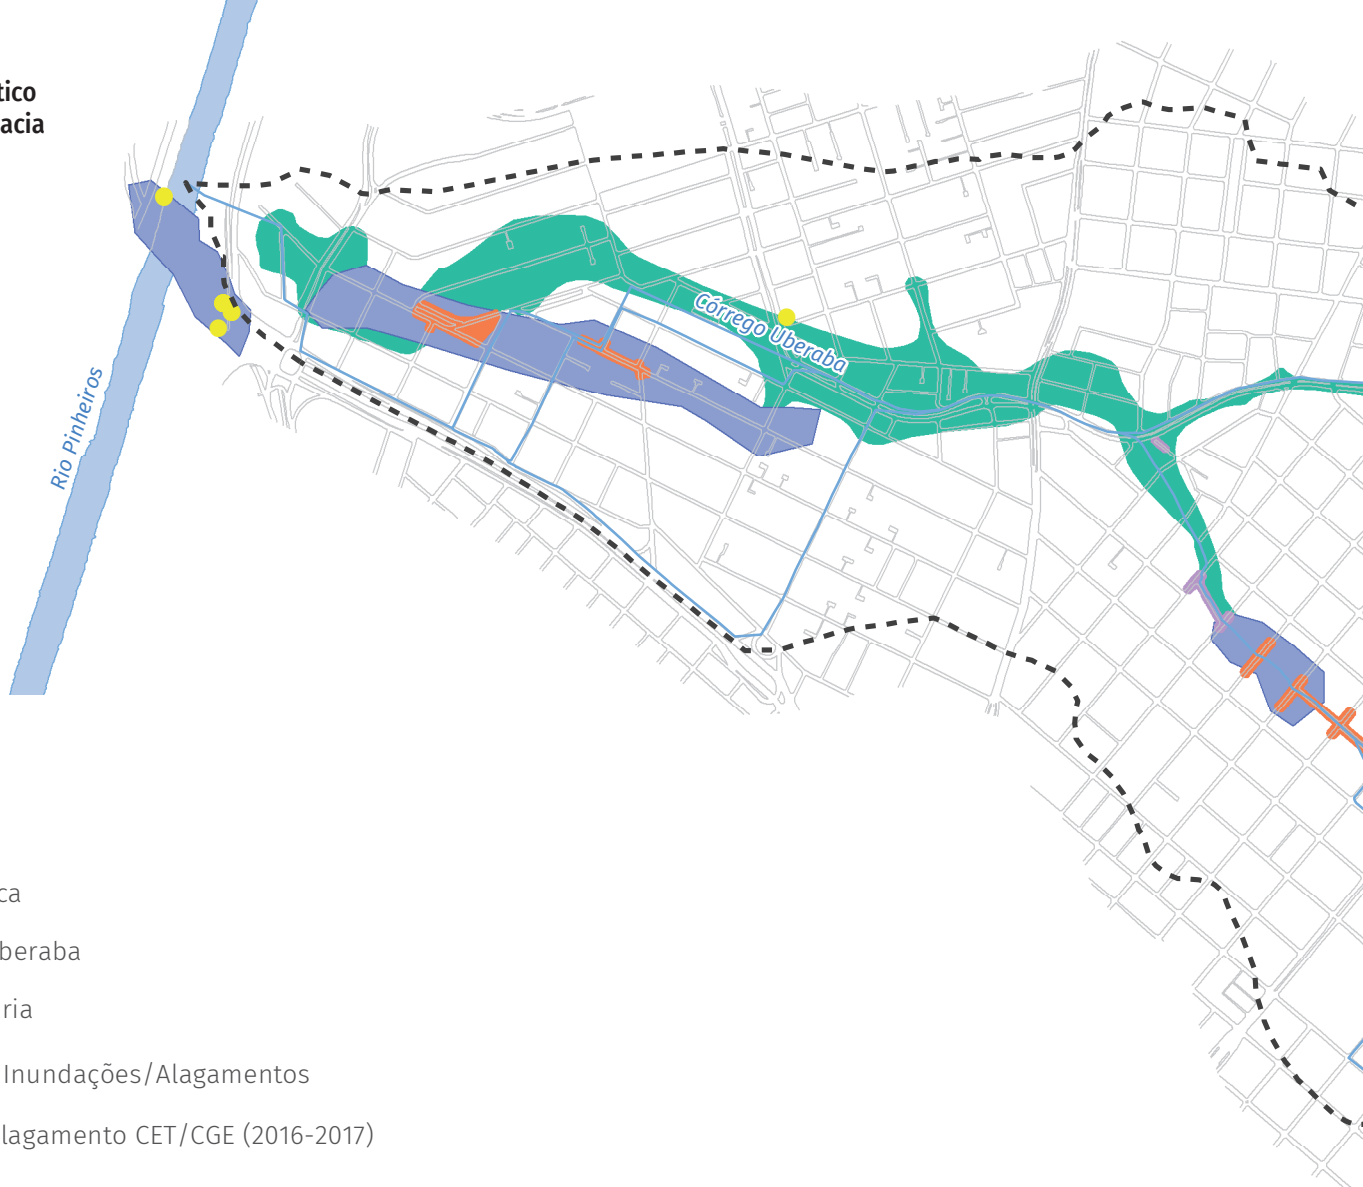 tico
acia
Córrego Uberaba
Rio Pinheiros
ca
beraba
ria
Inundações/Alagamentos
lagamento CET/CGE (2016-2017)